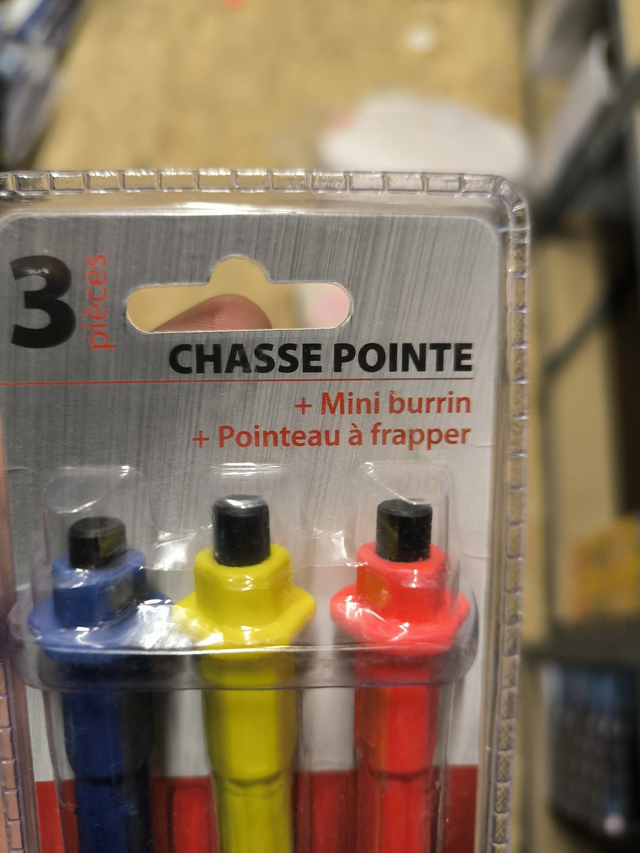 3 pièces
CHASSE POINTE
+ Mini burrin
+ Pointeau à frapper